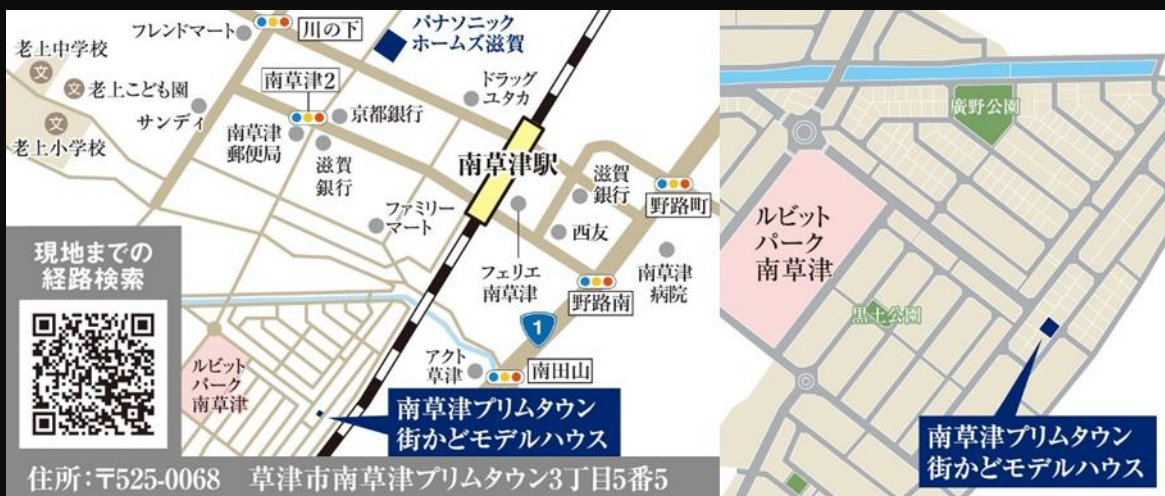 フレンドマート
川の下
パナソニック
ホームズ滋賀
老上中学校
文
文
老上こども園
サンディ
文
老上小学校
南草津2
京都銀行
南草津
郵便局
滋賀
銀行
ドラッグ
ユタカ
南草津駅
滋賀
銀行
野路町
西友
ファミリー
マート
フェリエ
南草津
野路南
南草津
病院
1
アクト
草津
南田山
ルビット
パーク
南草津
南草津プリムタウン
街かどモデルハウス
現地までの
経路検索
住所:〒525-0068 草津市南草津プリムタウン3丁目5番5
廣野公園
ルビット
パーク
南草津
黒土公園
南草津プリムタウン
街かどモデルハウス